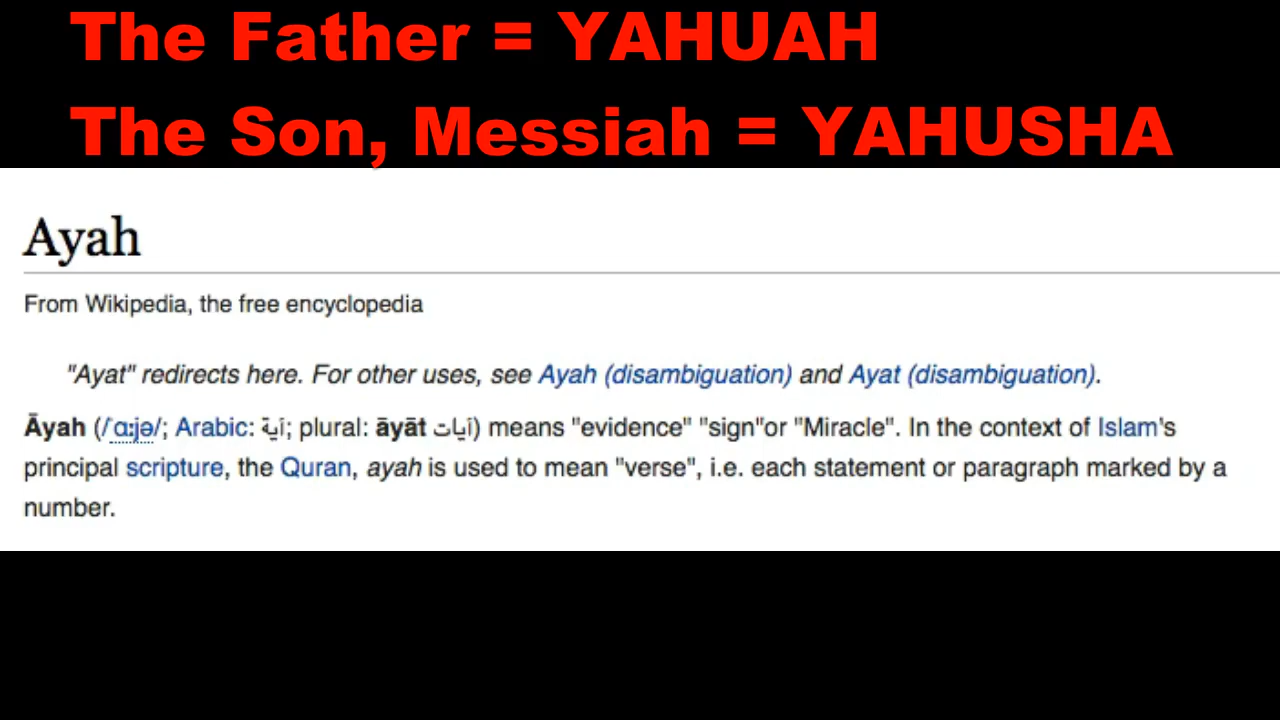 The Father = YAHUAH
The Son, Messiah = YAHUSHA
Ayah
From Wikipedia, the free encyclopedia
"Ayat" redirects here. For other uses, see Ayah (disambiguation) and Ayat (disambiguation).
Āyah (/ˈɑːjə/; Arabic: آية; plural: āyāt آيات) means "evidence" "sign"or "Miracle". In the context of Islam's
principal scripture, the Quran, ayah is used to mean "verse", i.e. each statement or paragraph marked by a
number.